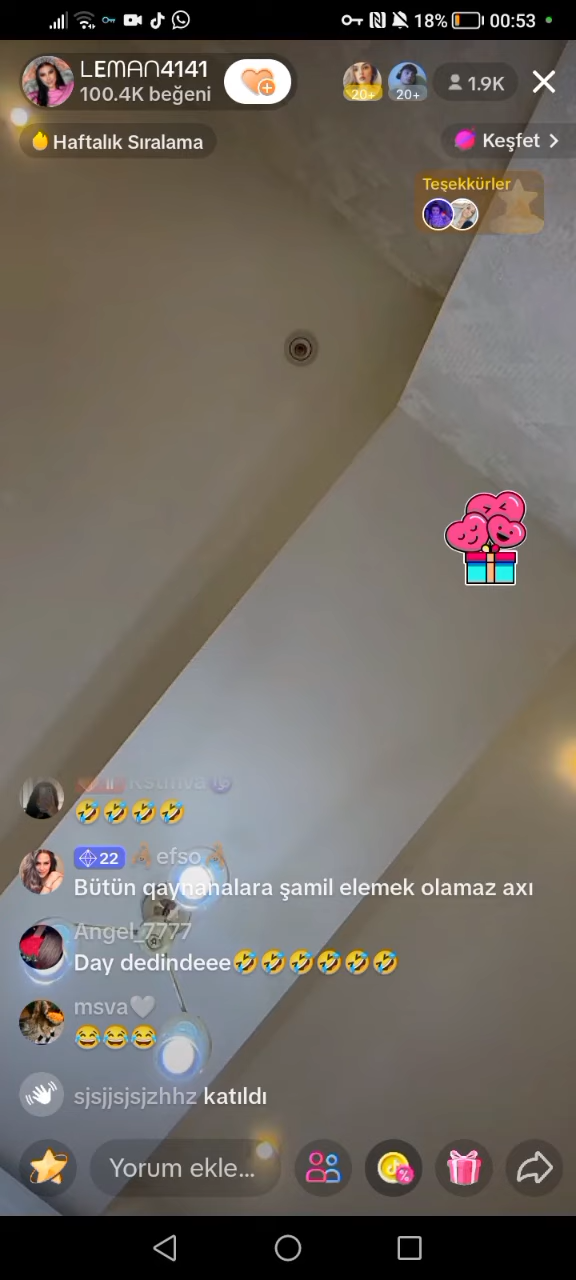 18% 00:53
LEMAN4141
100.4K beğeni
20+ 20+ 1.9K
Haftalık Sıralama
Keşfet
Teşekkürler
22 efso
Bütün qaynanalara şamil elemek olamaz axı
Angel_7777
Day dedindeee🤣🤣🤣🤣🤣🤣
msva🤍
😂😂😂
sjsjjsjsjzhhz katıldı
Yorum ekle...